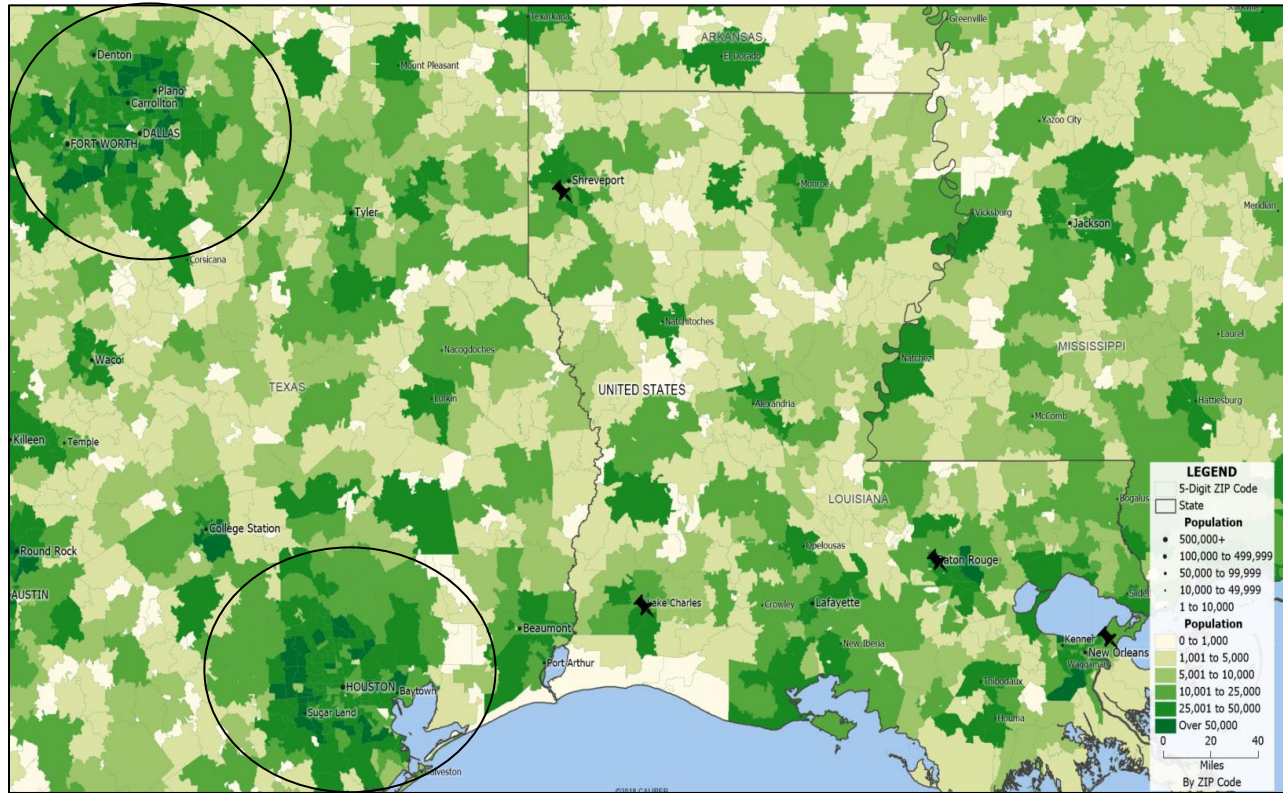 Texarkana
Greenville
ARKANSAS
Denton
El Dorado
Mount Pleasant
Plano
Carrollton
DALLAS
FORT WORTH
Yazoo City
Shreveport
Monroe
Tyler
Vicksburg
Jackson
Meridian
Corsicana
Natchitoches
Waco
Nacogdoches
Natchez
Laurel
MISSISSIPPI
TEXAS
UNITED STATES
Lufkin
Alexandria
Hattiesburg
McComb
Killeen
Temple
LOUISIANA
College Station
Opelousas
Round Rock
aton Rouge
AUSTIN
Lake Charles
Crowley
Lafayette
Beaumont
New Iberia
Port Arthur
Kenner
New Orleans
Waggaman
HOUSTON
Baytown
Sugar Land
Thibodaux
Houma
Galveston
©2018 CALIPER
Bogalus
Slidell
LEGEND
5-Digit ZIP Code
State
Population
500,000+
100,000 to 499,999
50,000 to 99,999
10,000 to 49,999
1 to 10,000
Population
0 to 1,000
1,001 to 5,000
5,001 to 10,000
10,001 to 25,000
25,001 to 50,000
Over 50,000
0 20 40
Miles
By ZIP Code